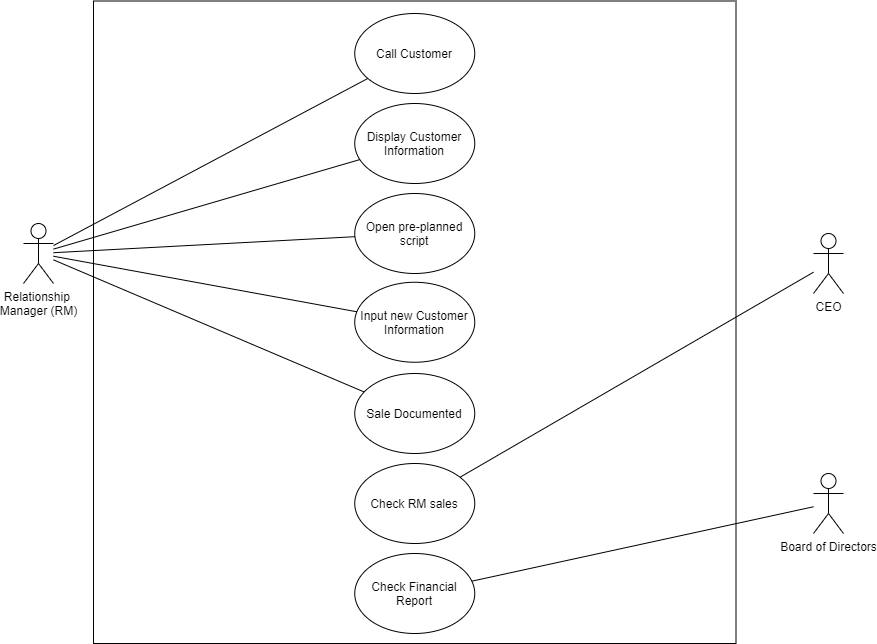 Call Customer
Display Customer
Information
Open pre-planned
script
Relationship
Manager (RM)
Input new Customer
Information
CEO
Sale Documented
Check RM sales
Board of Directors
Check Financial
Report